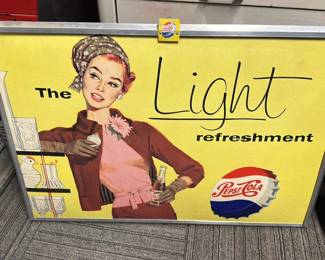 The Light
refreshment
PEPSI-COLA